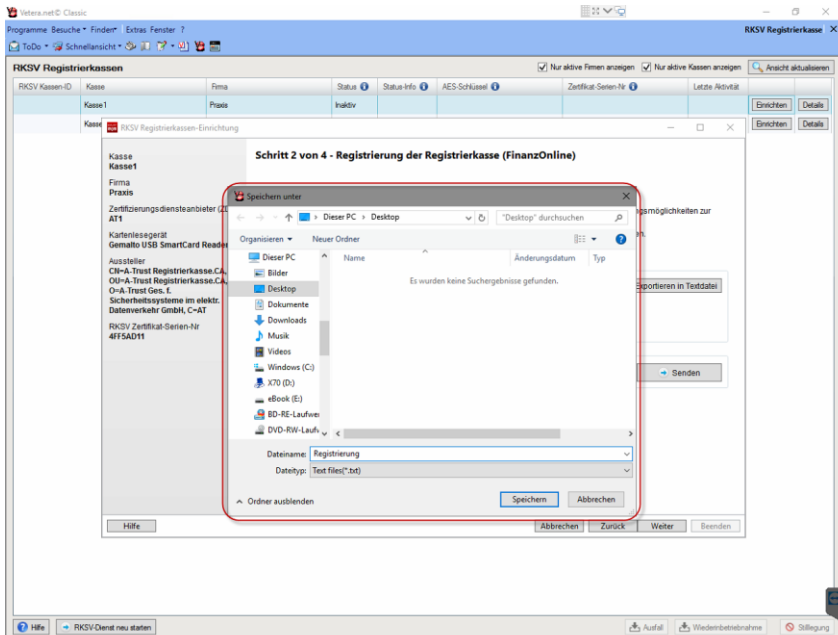 Vetera.net© Classic
Programme Besuche Finden Extras Fenster ?
RKSV Registrierkasse X
ToDo Schnellansicht
RKSV Registrierkassen
Nur aktive Firmen anzeigen Nur aktive Kassen anzeigen Ansicht aktualisieren
RKSV Kassen-ID Kasse Firma Status Status-Info AES-Schlüssel Zertifikat-Serien-Nr Letzte Aktivität
Kasse 1 Praxis Inaktiv Einrichten Details
Kasse Einrichten Details
RKSV Registrierkassen-Einrichtung
Schritt 2 von 4 - Registrierung der Registrierkasse (FinanzOnline)
Kasse
Kasse1
Firma
Praxis
Zertifizierungsdiensteanbieter
AT1
Kartenlesegerät
Gemalto USB SmartCard Reader
Aussteller
CN=A-Trust Registrierkasse.CA,
OU=A-Trust Registrierkasse.CA,
O=A-Trust Ges. f.
Sicherheitssysteme im elektr.
Datenverkehr GmbH, C=AT
RKSV Zertifikat-Serien-Nr
4FF5AD11
Speichern unter
Dieser PC > Desktop
"Desktop" durchsuchen
gsmöglichkeiten zur
en.
Organisieren Neuer Ordner
Dieser PC
Bilder
Desktop
Dokumente
Downloads
Musik
Videos
Windows (C:)
X70 (D:)
eBook (E:)
BD-RE-Laufwer
DVD-RW-Laufw
Name Änderungsdatum Typ
Es wurden keine Suchergebnisse gefunden.
Exportieren in Textdatei
Senden
Dateiname: Registrierung
Dateityp: Text files(*.txt)
Ordner ausblenden
Speichern Abbrechen
Hilfe Abbrechen Zurück Weiter Beenden
Hilfe RKSV-Dienst neu starten Ausfall Wiederinbetriebnahme Stilllegung